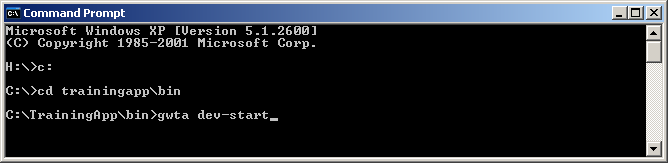 Command Prompt
Microsoft Windows XP [Version 5.1.2600]
(C) Copyright 1985-2001 Microsoft Corp.
H:\>c:
C:\>cd trainingapp\bin
C:\TrainingApp\bin>gwta dev-start_